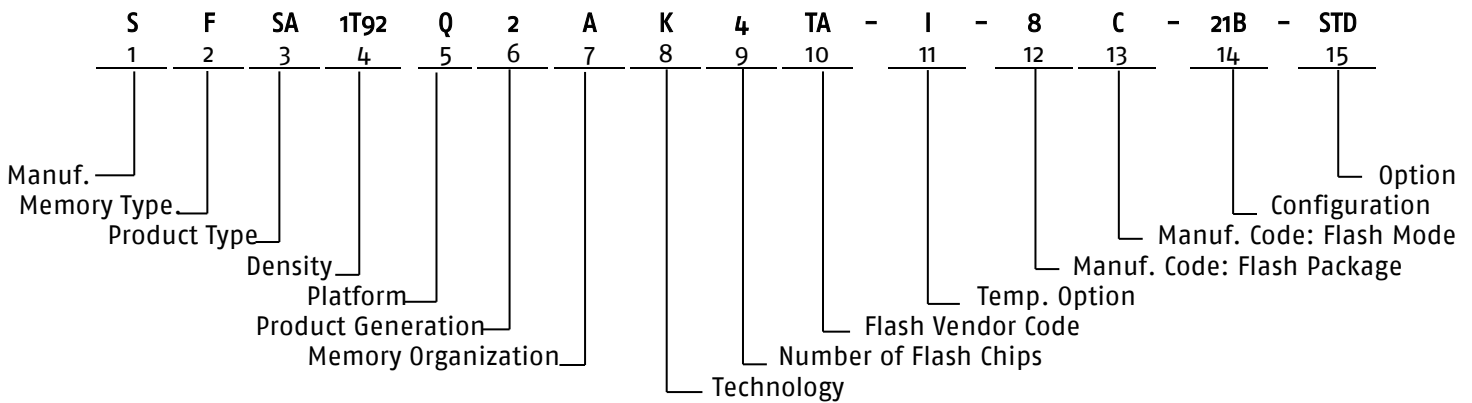 S F SA 1T92 Q 2 A K 4 TA - I - 8 C - 21B - STD
1 2 3 4 5 6 7 8 9 10 11 12 13 14 15
Manuf. Option
Memory Type. Configuration
Product Type Manuf. Code: Flash Mode
Density Manuf. Code: Flash Package
Platform Temp. Option
Product Generation Flash Vendor Code
Memory Organization Number of Flash Chips
Technology